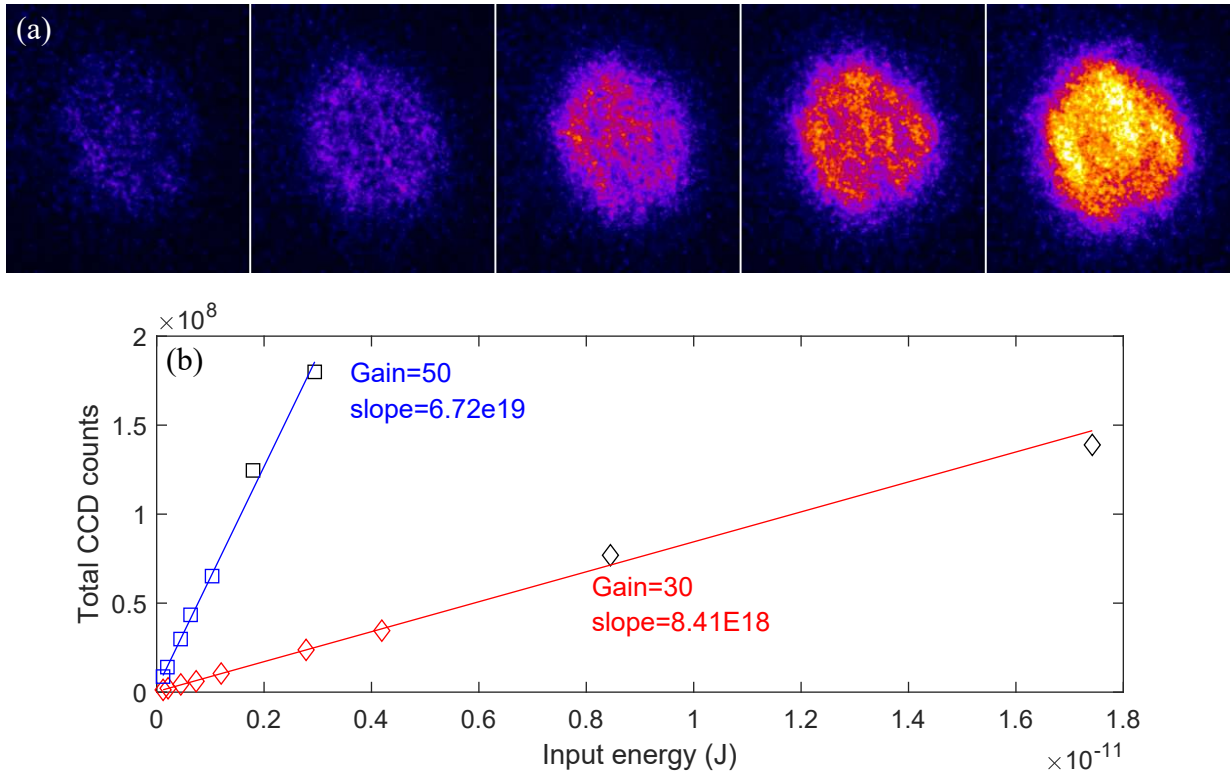 (a)
×10⁸
(b)
2
1.5
1
0.5
0
Total CCD counts
Gain=50
slope=6.72e19
Gain=30
slope=8.41E18
0 0.2 0.4 0.6 0.8 1 1.2 1.4 1.6 1.8
Input energy (J)
×10⁻¹¹